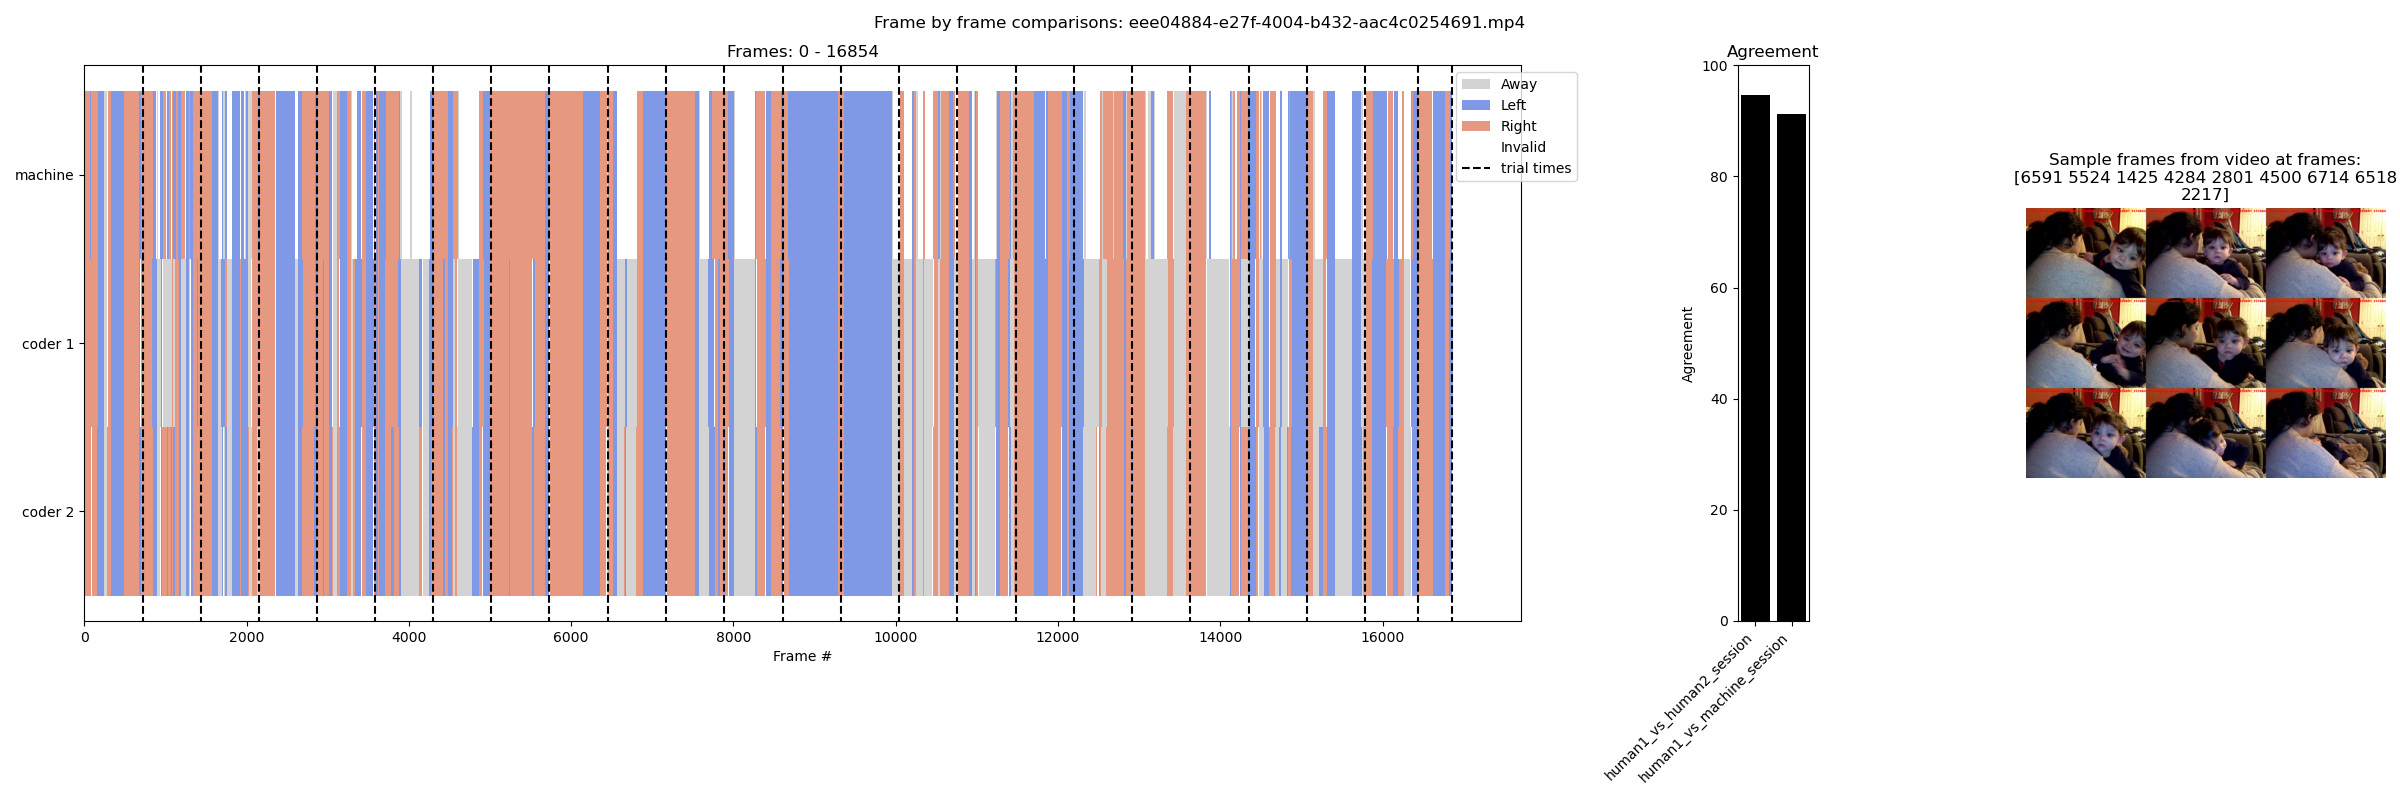 Frame by frame comparisons: eee04884-e27f-4004-b432-aac4c0254691.mp4
Frames: 0 - 16854
machine
coder 1
coder 2
0
2000
4000
6000
8000
10000
12000
14000
16000
Frame #
Away
Left
Right
Invalid
trial times
Agreement
100
80
60
40
20
0
Agreement
human1_vs_human2_session
human1_vs_machine_session
Sample frames from video at frames:
[6591 5524 1425 4284 2801 4500 6714 6518
2217]